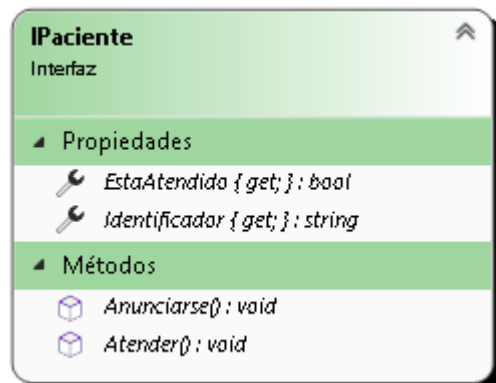 IPaciente
Interfaz
Propiedades
EstaAtendido { get; } : bool
Identificador { get; } : string
Métodos
Anunciarse() : void
Atender() : void